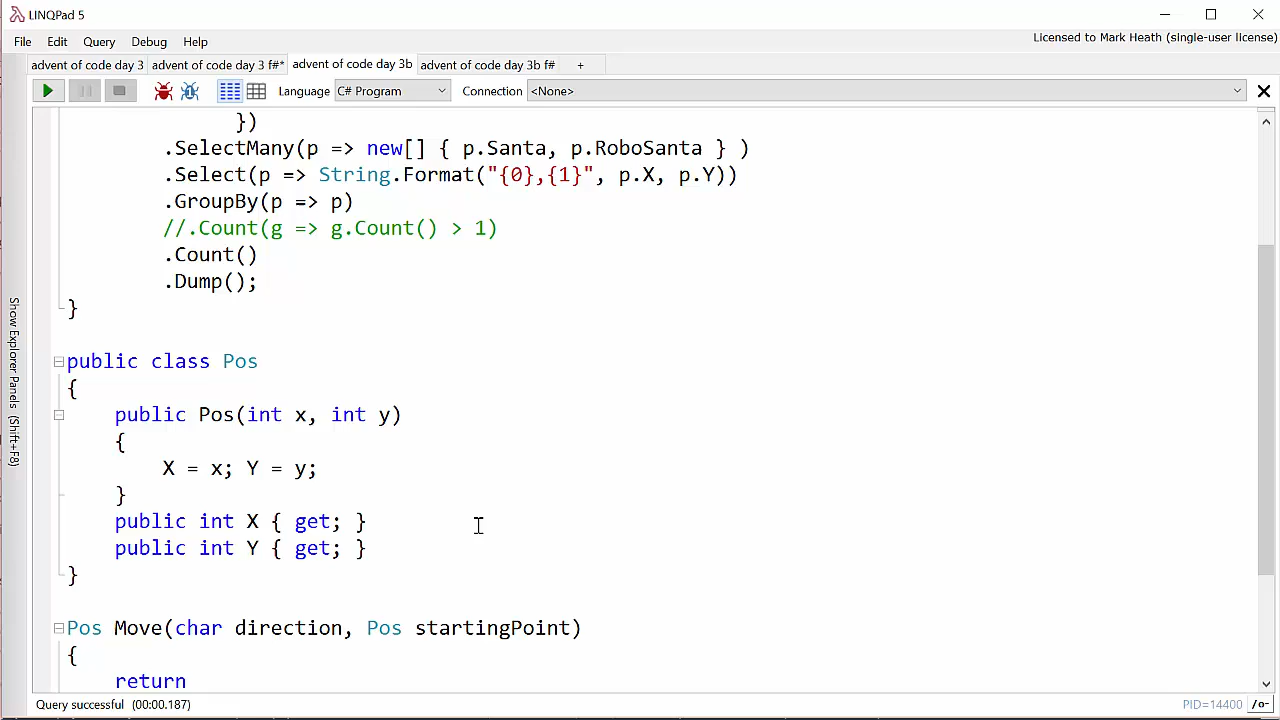 LINQPad 5
File Edit Query Debug Help
Licensed to Mark Heath (single-user license)
advent of code day 3 advent of code day 3 f#* advent of code day 3b advent of code day 3b f# +
Language C# Program Connection <None>
})
.SelectMany(p => new[] { p.Santa, p.RoboSanta } )
.Select(p => String.Format("{0},{1}", p.X, p.Y))
.GroupBy(p => p)
//.Count(g => g.Count() > 1)
.Count()
.Dump();
}
public class Pos
{
public Pos(int x, int y)
{
X = x; Y = y;
}
public int X { get; }
public int Y { get; }
}
Pos Move(char direction, Pos startingPoint)
{
return
Show Explorer Panels (Shift+F8)
Query successful (00:00.187)
PID=14400 /o-